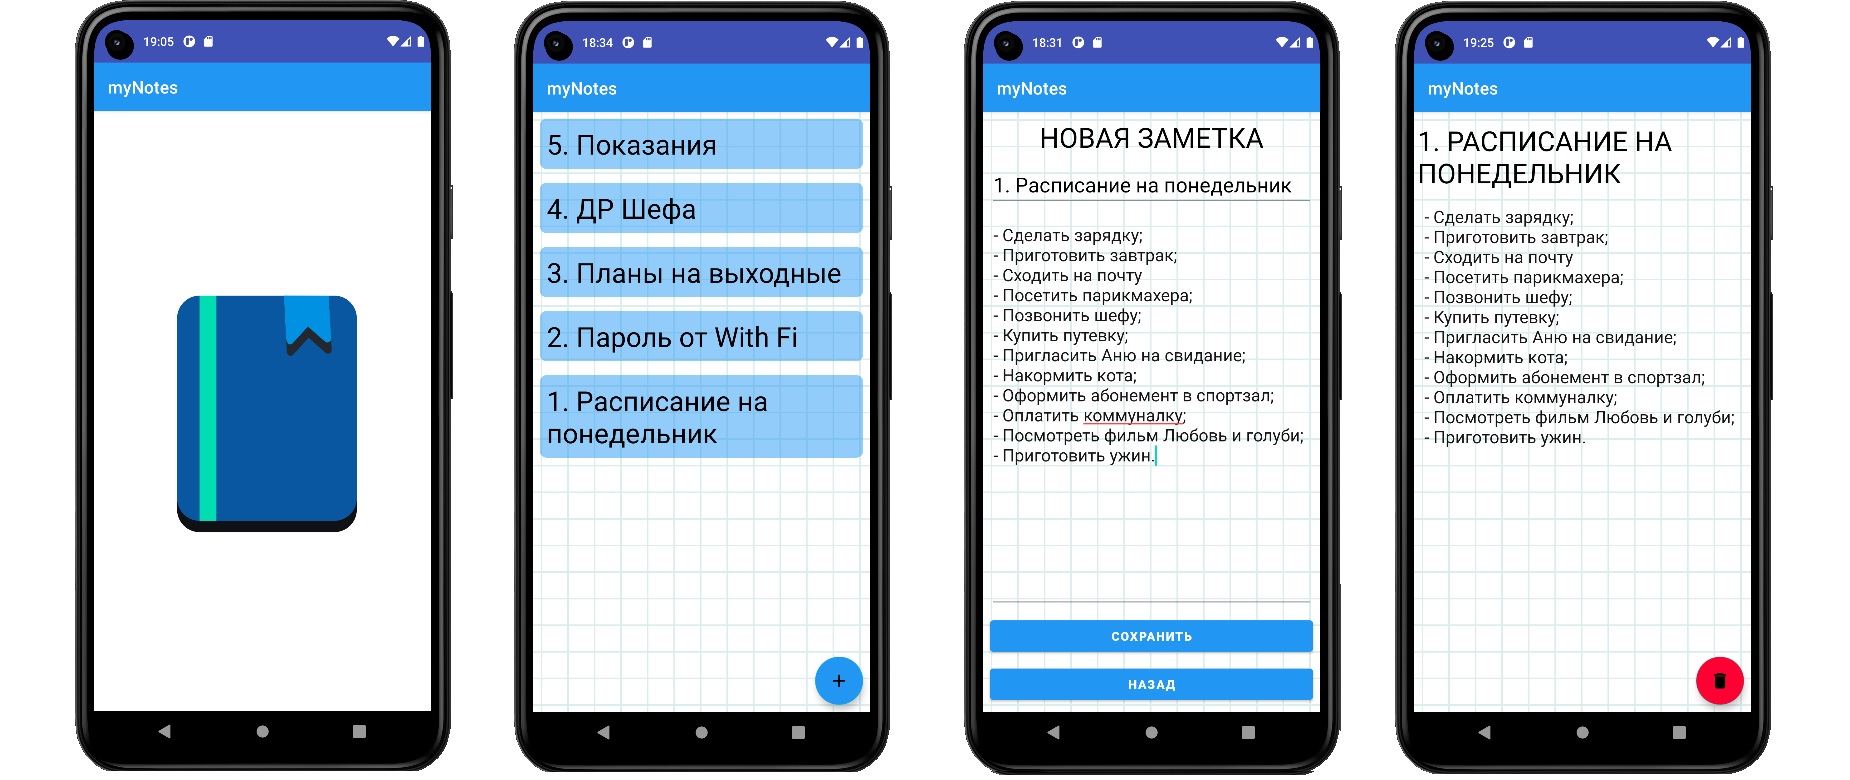 19:05
myNotes
18:34
myNotes
5. Показания
4. ДР Шефа
3. Планы на выходные
2. Пароль от With Fi
1. Расписание на
понедельник
+
18:31
myNotes
НОВАЯ ЗАМЕТКА
1. Расписание на понедельник
- Сделать зарядку;
- Приготовить завтрак;
- Сходить на почту
- Посетить парикмахера;
- Позвонить шефу;
- Купить путевку;
- Пригласить Аню на свидание;
- Накормить кота;
- Оформить абонемент в спортзал;
- Оплатить коммуналку;
- Посмотреть фильм Любовь и голуби;
- Приготовить ужин.
СОХРАНИТЬ
НАЗАД
19:25
myNotes
1. РАСПИСАНИЕ НА
ПОНЕДЕЛЬНИК
- Сделать зарядку;
- Приготовить завтрак;
- Сходить на почту
- Посетить парикмахера;
- Позвонить шефу;
- Купить путевку;
- Пригласить Аню на свидание;
- Накормить кота;
- Оформить абонемент в спортзал;
- Оплатить коммуналку;
- Посмотреть фильм Любовь и голуби;
- Приготовить ужин.